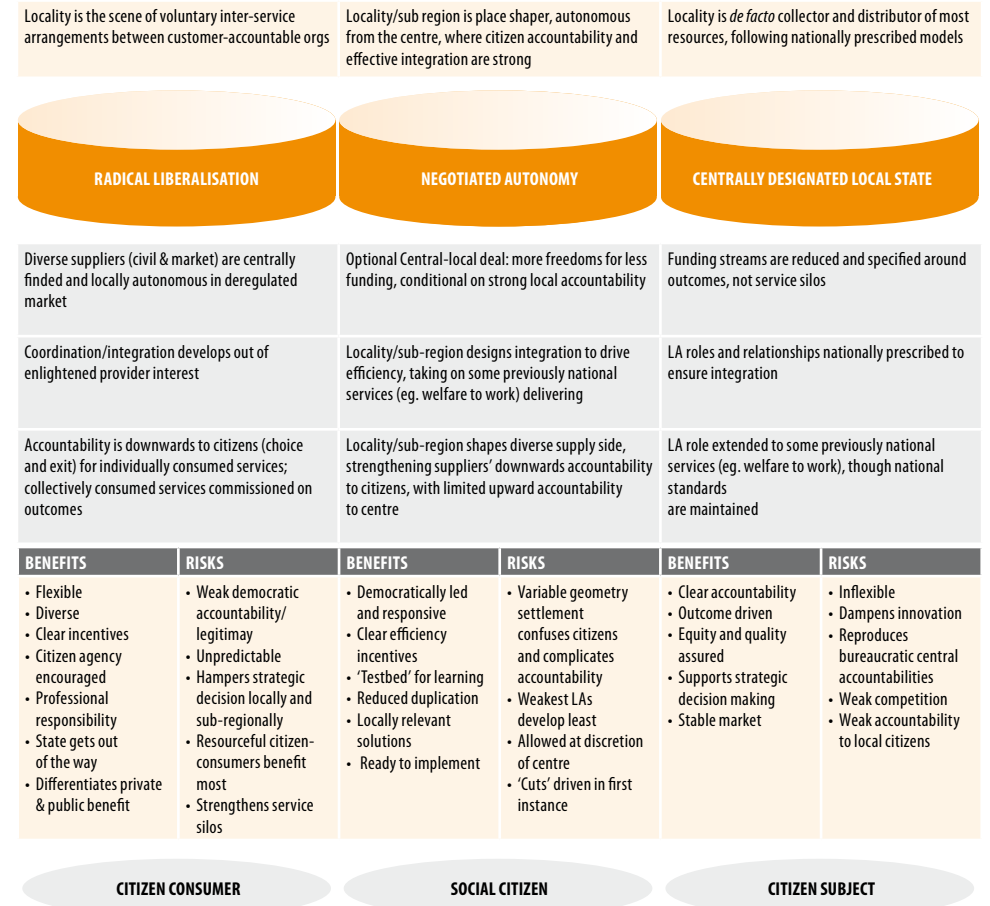 Locality is the scene of voluntary inter-service
arrangements between customer-accountable orgs
Locality/sub region is place shaper, autonomous
from the centre, where citizen accountability and
effective integration are strong
Locality is de facto collector and distributor of most
resources, following nationally prescribed models
RADICAL LIBERALISATION
NEGOTIATED AUTONOMY
CENTRALLY DESIGNATED LOCAL STATE
Diverse suppliers (civil & market) are centrally
finded and locally autonomous in deregulated
market
Optional Central-local deal: more freedoms for less
funding, conditional on strong local accountability
Funding streams are reduced and specified around
outcomes, not service silos
Coordination/integration develops out of
enlightened provider interest
Locality/sub-region designs integration to drive
efficiency, taking on some previously national
services (eg. welfare to work) delivering
LA roles and relationships nationally prescribed to
ensure integration
Accountability is downwards to citizens (choice
and exit) for individually consumed services;
collectively consumed services commissioned on
outcomes
Locality/sub-region shapes diverse supply side,
strengthening suppliers' downwards accountability
to citizens, with limited upward accountability
to centre
LA role extended to some previously national
services (eg. welfare to work), though national
standards
are maintained
BENEFITS
• Flexible
• Diverse
• Clear incentives
• Citizen agency
encouraged
• Professional
responsibility
• State gets out
of the way
• Differentiates private
& public benefit
RISKS
• Weak democratic
accountability/
legitimay
• Unpredictable
• Hampers strategic
decision locally and
sub-regionally
• Resourceful citizen-
consumers benefit
most
• Strengthens service
silos
BENEFITS
• Democratically led
and responsive
• Clear efficiency
incentives
• 'Testbed' for learning
• Reduced duplication
• Locally relevant
solutions
• Ready to implement
RISKS
• Variable geometry
settlement
confuses citizens
and complicates
accountability
• Weakest LAs
develop least
• Allowed at discretion
of centre
• 'Cuts' driven in first
instance
BENEFITS
• Clear accountability
• Outcome driven
• Equity and quality
assured
• Supports strategic
decision making
• Stable market
RISKS
• Inflexible
• Dampens innovation
• Reproduces
bureaucratic central
accountabilities
• Weak competition
• Weak accountability
to local citizens
CITIZEN CONSUMER
SOCIAL CITIZEN
CITIZEN SUBJECT